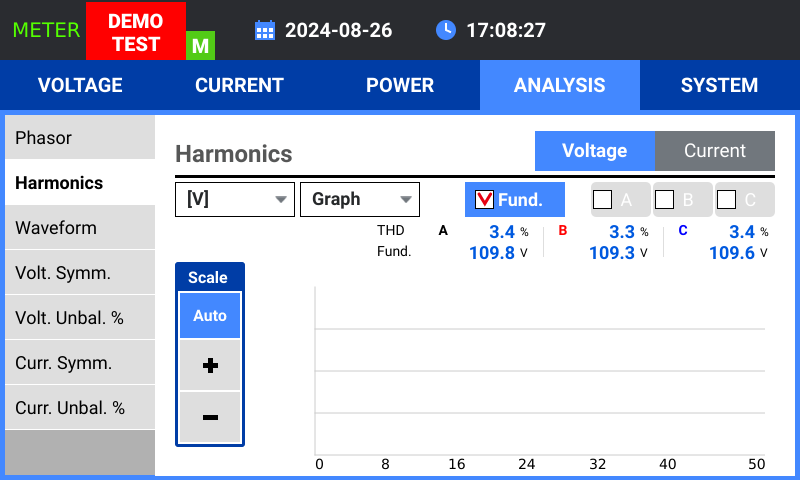 METER
DEMO
TEST
M
2024-08-26
17:08:27
VOLTAGE
CURRENT
POWER
ANALYSIS
SYSTEM
Phasor
Harmonics
Waveform
Volt. Symm.
Volt. Unbal. %
Curr. Symm.
Curr. Unbal. %
Harmonics
Voltage
Current
[V]
Graph
Fund.
A
B
C
THD A 3.4 % B 3.3 % C 3.4 %
Fund. 109.8 V 109.3 V 109.6 V
Scale
Auto
+
−
0 8 16 24 32 40 50